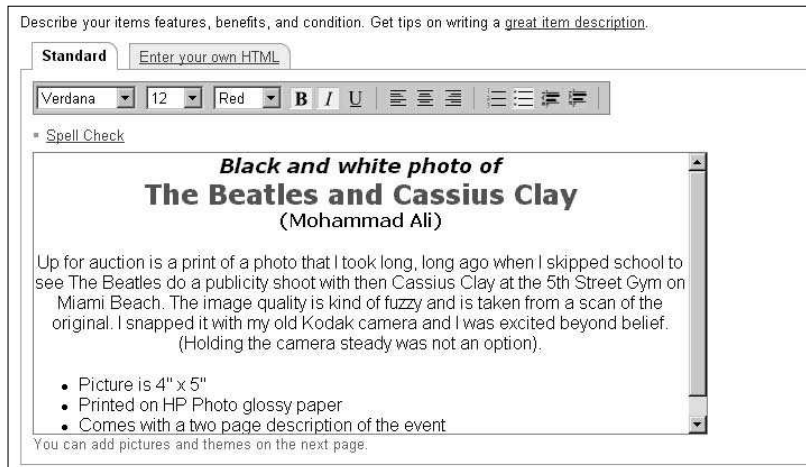 Describe your items features, benefits, and condition. Get tips on writing a great item description.
Standard Enter your own HTML
Verdana 12 Red B I U
Spell Check
Black and white photo of
The Beatles and Cassius Clay
(Mohammad Ali)
Up for auction is a print of a photo that I took long, long ago when I skipped school to
see The Beatles do a publicity shoot with then Cassius Clay at the 5th Street Gym on
Miami Beach. The image quality is kind of fuzzy and is taken from a scan of the
original. I snapped it with my old Kodak camera and I was excited beyond belief.
(Holding the camera steady was not an option).
• Picture is 4" x 5"
• Printed on HP Photo glossy paper
• Comes with a two page description of the event
You can add pictures and themes on the next page.